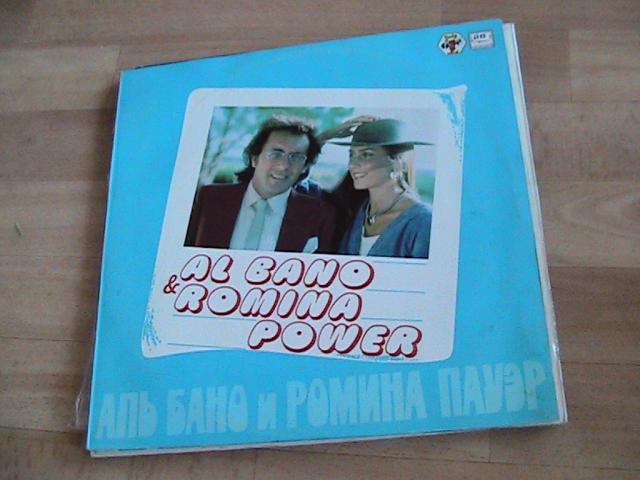 AL BANO
& ROMINA
POWER
АЛЬ БАНО и РОМИНА ПАУЭР